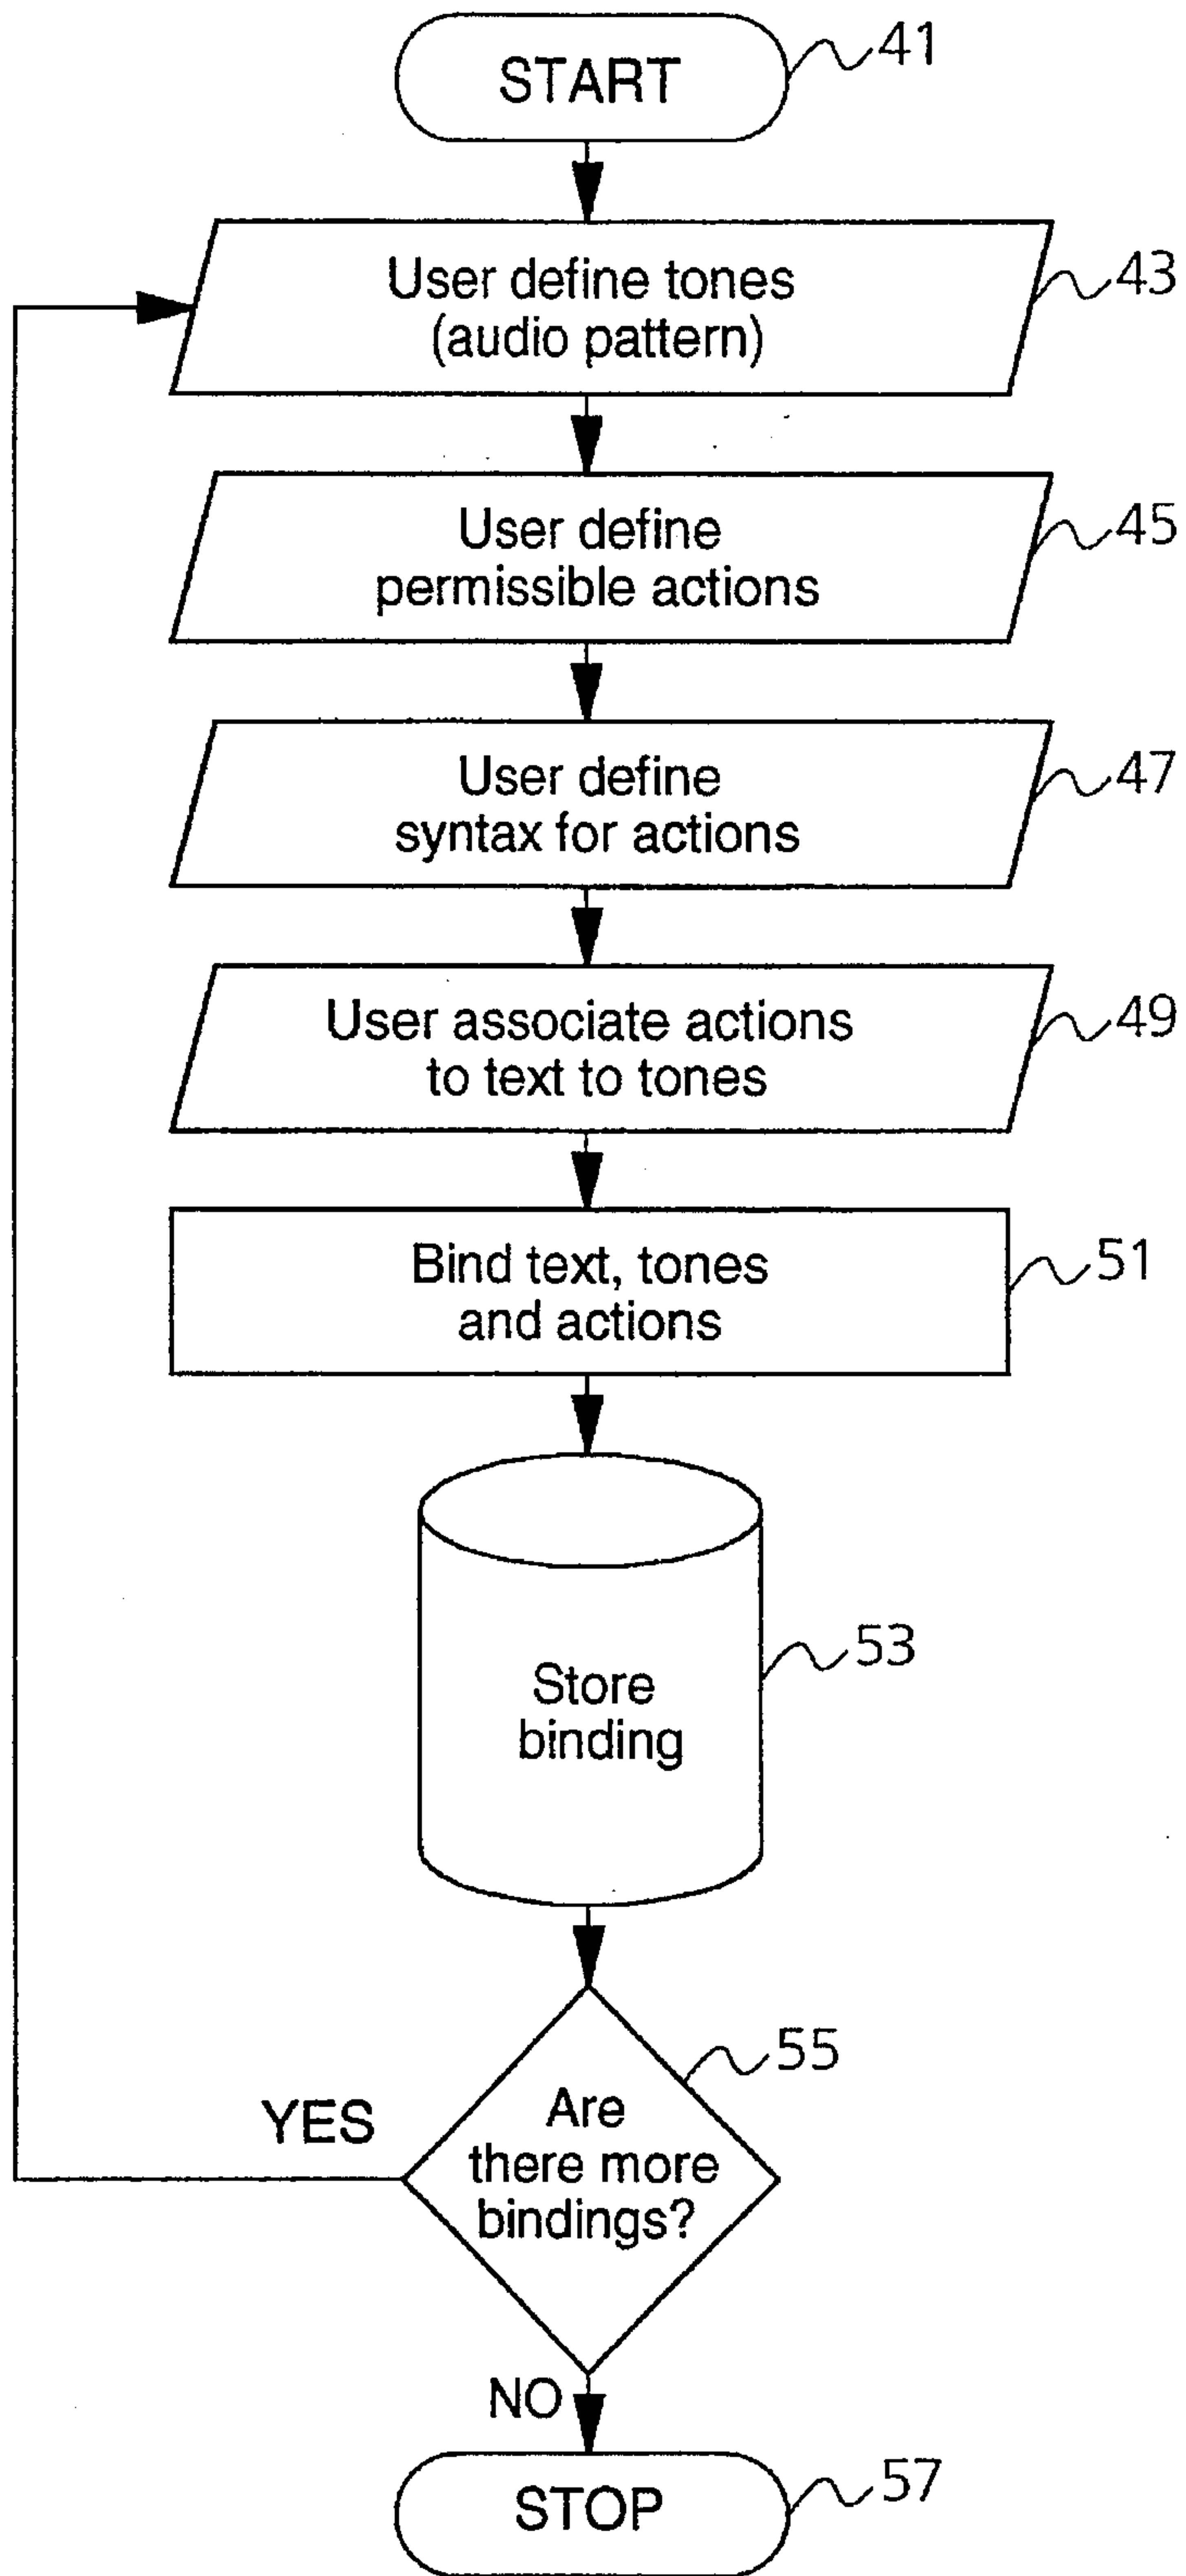 START
41
User define tones
(audio pattern)
43
User define
permissible actions
45
User define
syntax for actions
47
User associate actions
to text to tones
49
Bind text, tones
and actions
51
Store
binding
53
Are
there more
bindings?
55
YES
NO
STOP
57